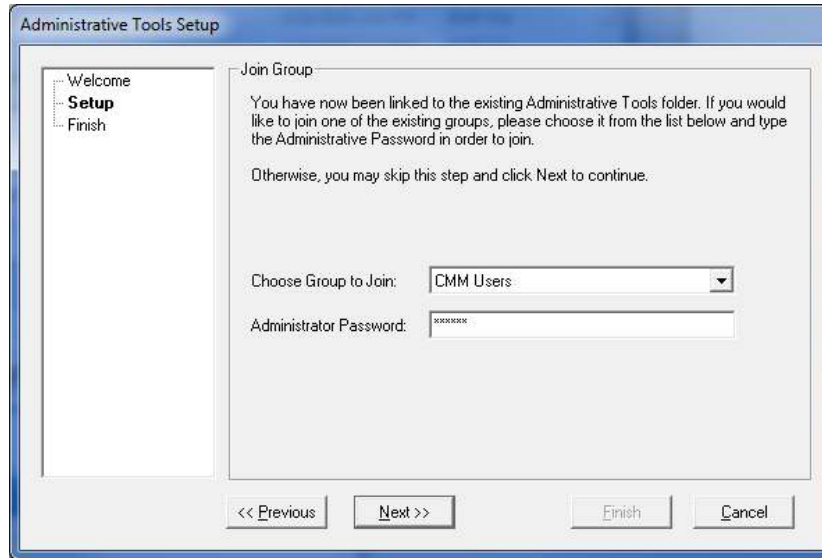 Administrative Tools Setup
Welcome
Setup
Finish
Join Group
You have now been linked to the existing Administrative Tools folder. If you would
like to join one of the existing groups, please choose it from the list below and type
the Administrative Password in order to join.
Otherwise, you may skip this step and click Next to continue.
Choose Group to Join:
CMM Users
Administrator Password:
******
<< Previous
Next >>
Finish
Cancel